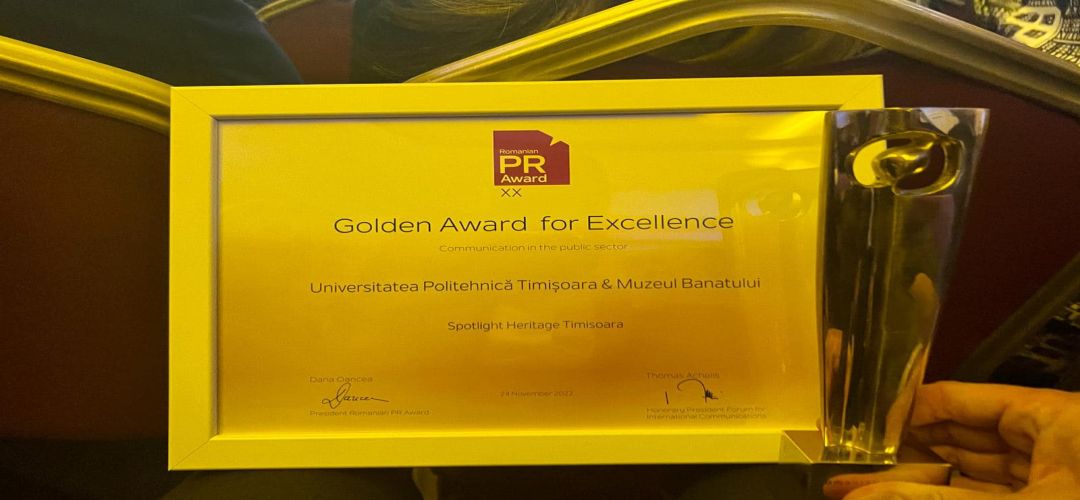 Romanian
PR
Award
XX
Golden Award for Excellence
Communication in the public sector
Universitatea Politehnică Timișoara & Muzeul Banatului
Spotlight Heritage Timisoara
Dana Oancea
President Romanian PR Award
24 November 2022
Thomas Achelis
Honorary President Forum for
International Communications